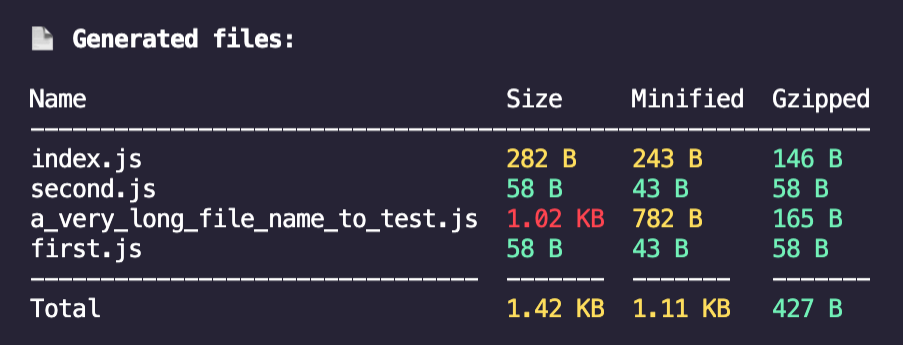 Generated files:
Name Size Minified Gzipped
index.js 282 B 243 B 146 B
second.js 58 B 43 B 58 B
a_very_long_file_name_to_test.js 1.02 KB 782 B 165 B
first.js 58 B 43 B 58 B
Total 1.42 KB 1.11 KB 427 B